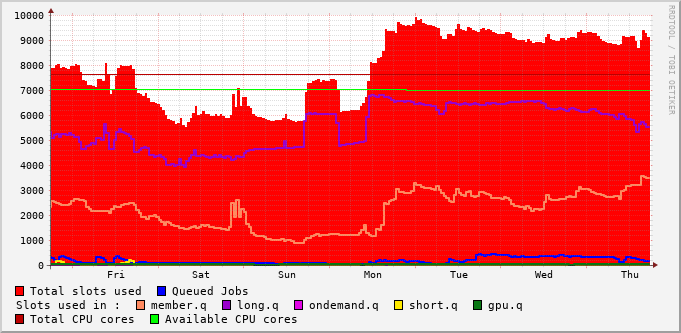 10000
9000
8000
7000
6000
5000
4000
3000
2000
1000
0
Fri Sat Sun Mon Tue Wed Thu
RRDTOOL / TOBI OETIKER
Total slots used Queued Jobs
Slots used in : member.q long.q ondemand.q short.q gpu.q
Total CPU cores Available CPU cores